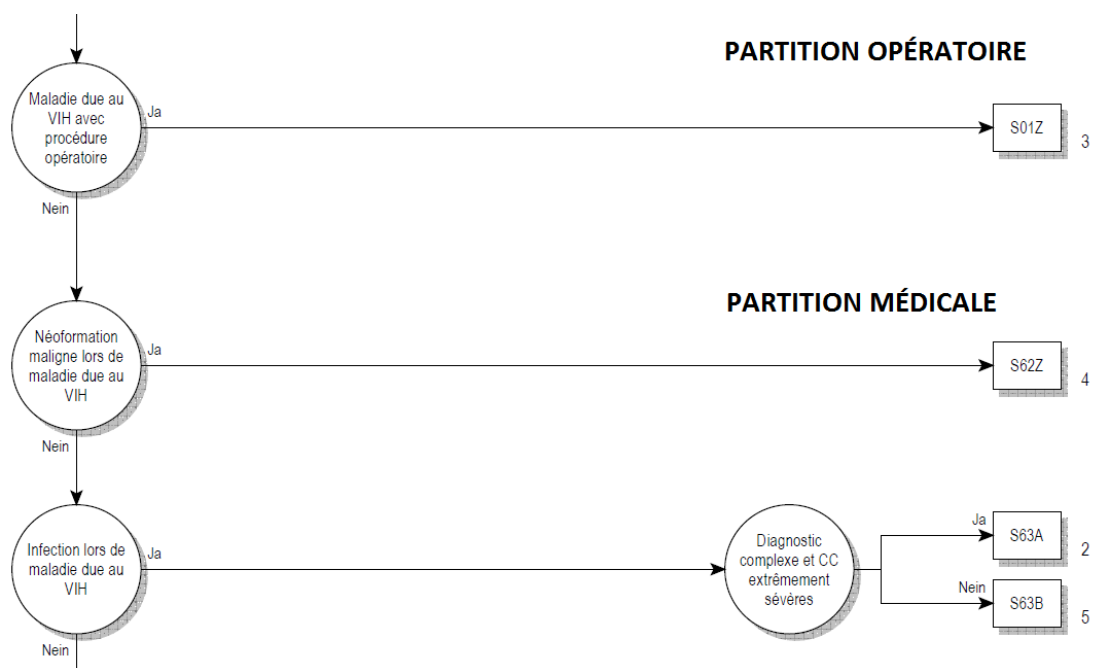 PARTITION OPÉRATOIRE
Maladie due au
VIH avec
procédure
opératoire
Ja
S01Z
3
Nein
PARTITION MÉDICALE
Néoformation
maligne lors de
maladie due au
VIH
Ja
S62Z
4
Nein
Infection lors de
maladie due au
VIH
Ja
Diagnostic
complexe et CC
extrêmement
sévères
Ja
S63A
2
Nein
S63B
5
Nein